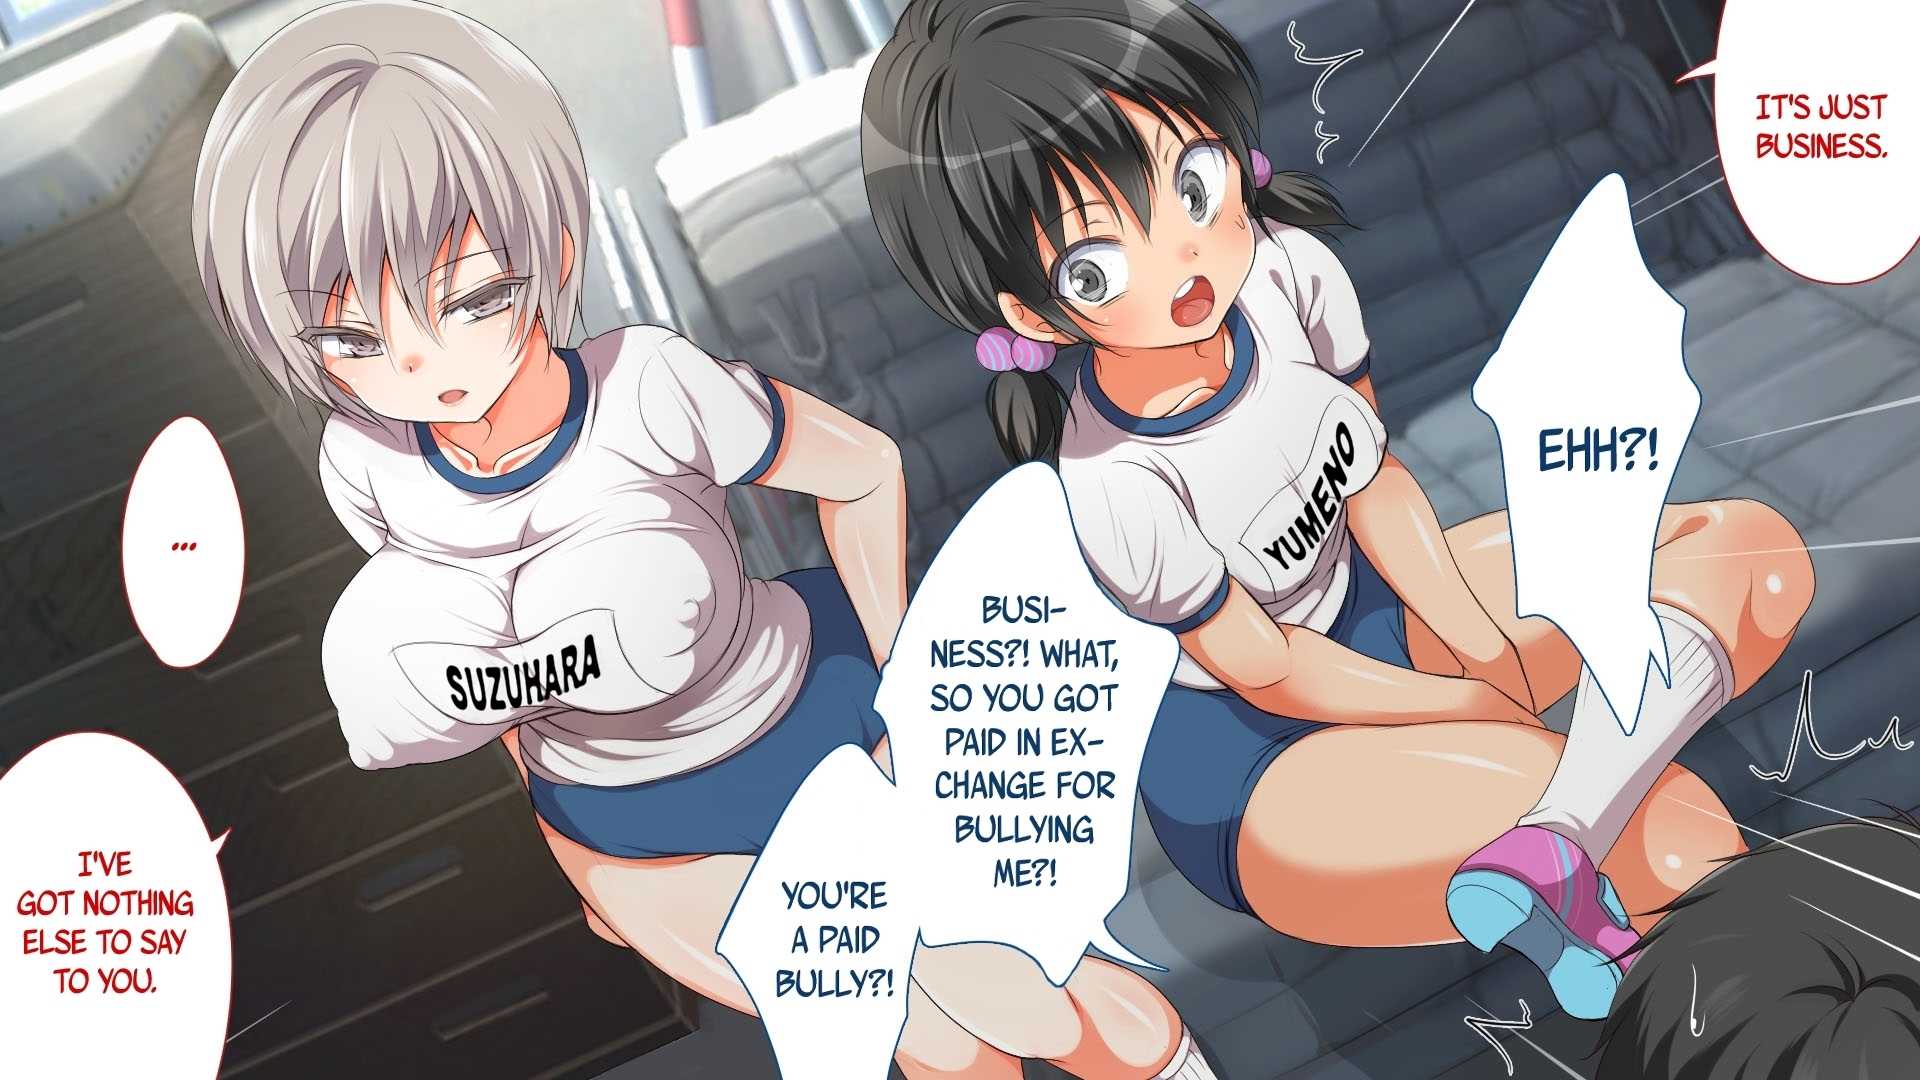 IT'S JUST
BUSINESS.
EHH?!
BUSI-
NESS?! WHAT,
SO YOU GOT
PAID IN EX-
CHANGE FOR
BULLYING
ME?!
YOU'RE
A PAID
BULLY?!
...
I'VE
GOT NOTHING
ELSE TO SAY
TO YOU.
SUZUHARA
YUMENO